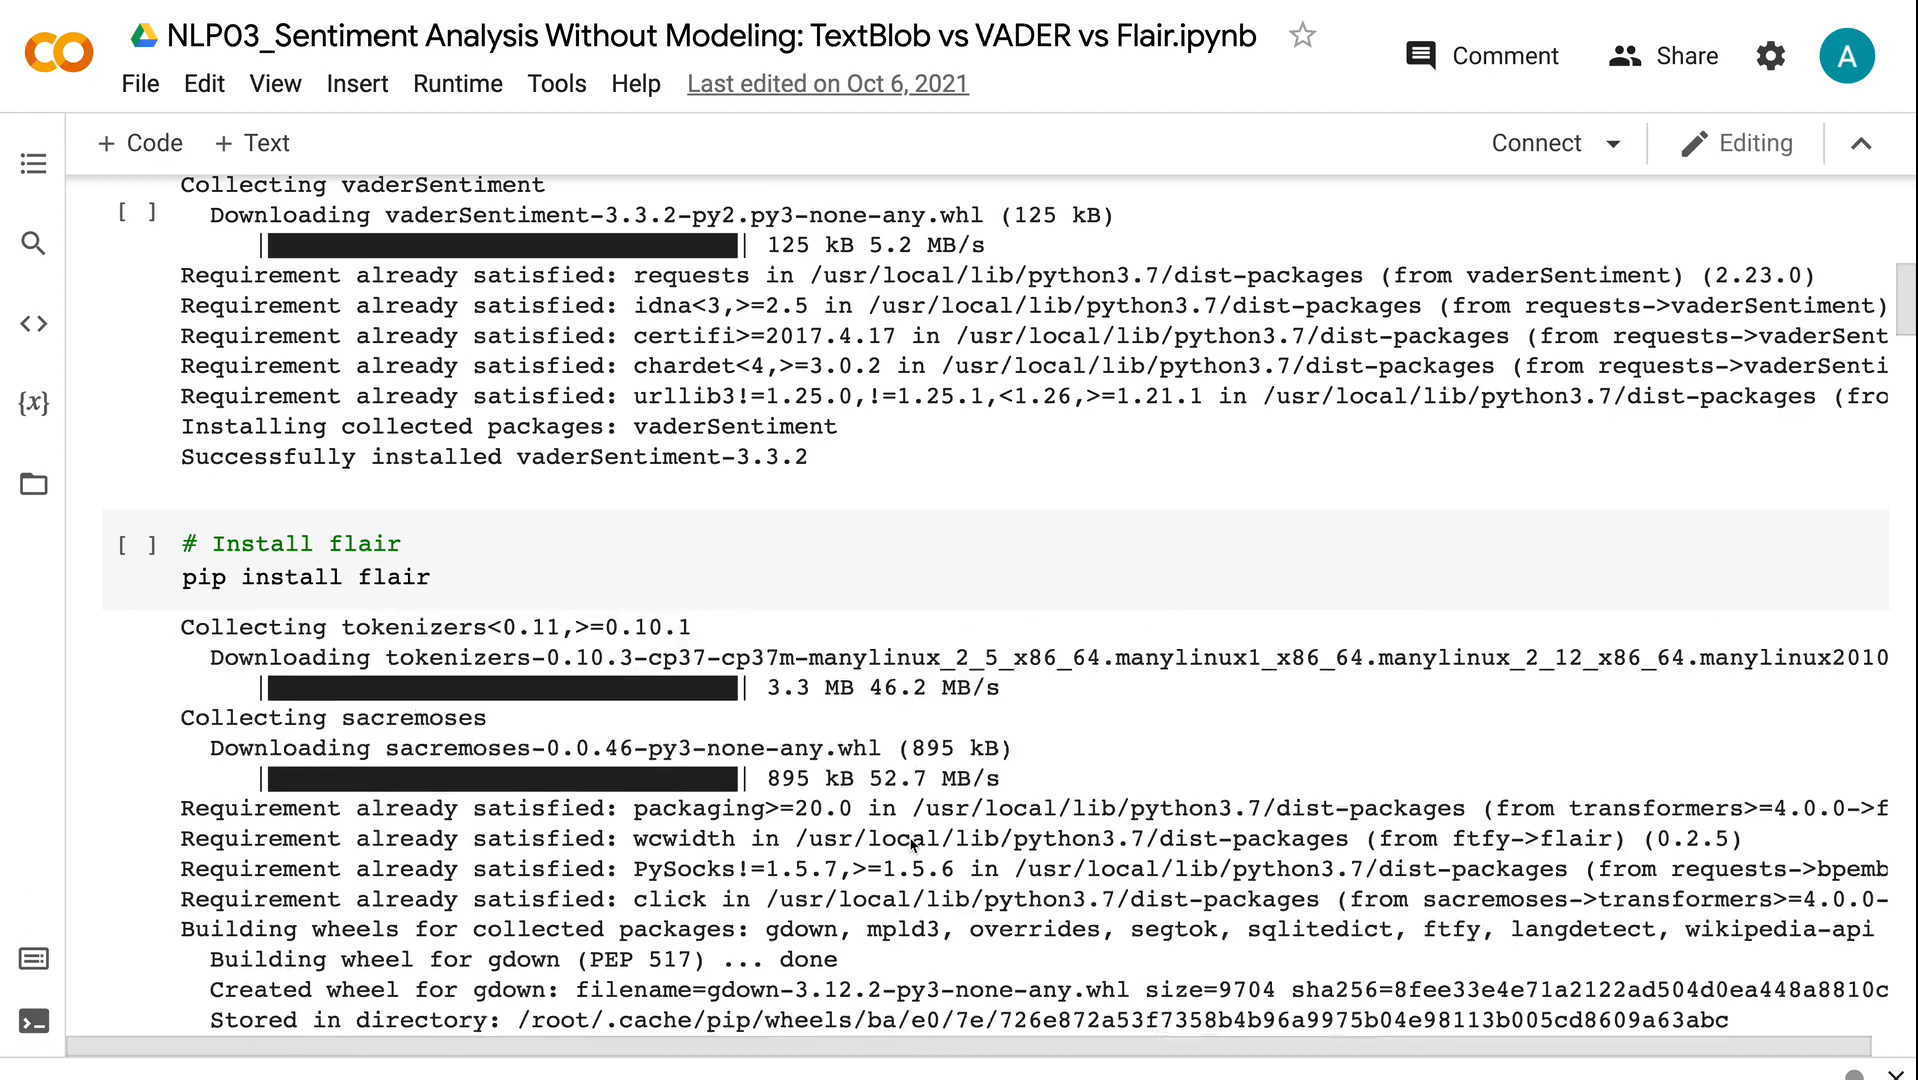 NLP03_Sentiment Analysis Without Modeling: TextBlob vs VADER vs Flair.ipynb
Comment
Share
A
File Edit View Insert Runtime Tools Help Last edited on Oct 6, 2021
+ Code + Text
Connect
Editing
Collecting vaderSentiment
[ ] Downloading vaderSentiment-3.3.2-py2.py3-none-any.whl (125 kB)
|████████████████████████████████| 125 kB 5.2 MB/s
Requirement already satisfied: requests in /usr/local/lib/python3.7/dist-packages (from vaderSentiment) (2.23.0)
Requirement already satisfied: idna<3,>=2.5 in /usr/local/lib/python3.7/dist-packages (from requests->vaderSentiment)
Requirement already satisfied: certifi>=2017.4.17 in /usr/local/lib/python3.7/dist-packages (from requests->vaderSent
Requirement already satisfied: chardet<4,>=3.0.2 in /usr/local/lib/python3.7/dist-packages (from requests->vaderSenti
Requirement already satisfied: urllib3!=1.25.0,!=1.25.1,<1.26,>=1.21.1 in /usr/local/lib/python3.7/dist-packages (fro
Installing collected packages: vaderSentiment
Successfully installed vaderSentiment-3.3.2
[ ] # Install flair
pip install flair
Collecting tokenizers<0.11,>=0.10.1
Downloading tokenizers-0.10.3-cp37-cp37m-manylinux_2_5_x86_64.manylinux1_x86_64.manylinux_2_12_x86_64.manylinux2010
|████████████████████████████████| 3.3 MB 46.2 MB/s
Collecting sacremoses
Downloading sacremoses-0.0.46-py3-none-any.whl (895 kB)
|████████████████████████████████| 895 kB 52.7 MB/s
Requirement already satisfied: packaging>=20.0 in /usr/local/lib/python3.7/dist-packages (from transformers>=4.0.0->f
Requirement already satisfied: wcwidth in /usr/local/lib/python3.7/dist-packages (from ftfy->flair) (0.2.5)
Requirement already satisfied: PySocks!=1.5.7,>=1.5.6 in /usr/local/lib/python3.7/dist-packages (from requests->bpemb
Requirement already satisfied: click in /usr/local/lib/python3.7/dist-packages (from sacremoses->transformers>=4.0.0-
Building wheels for collected packages: gdown, mpld3, overrides, segtok, sqlitedict, ftfy, langdetect, wikipedia-api
Building wheel for gdown (PEP 517) ... done
Created wheel for gdown: filename=gdown-3.12.2-py3-none-any.whl size=9704 sha256=8fee33e4e71a2122ad504d0ea448a8810c
Stored in directory: /root/.cache/pip/wheels/ba/e0/7e/726e872a53f7358b4b96a9975b04e98113b005cd8609a63abc